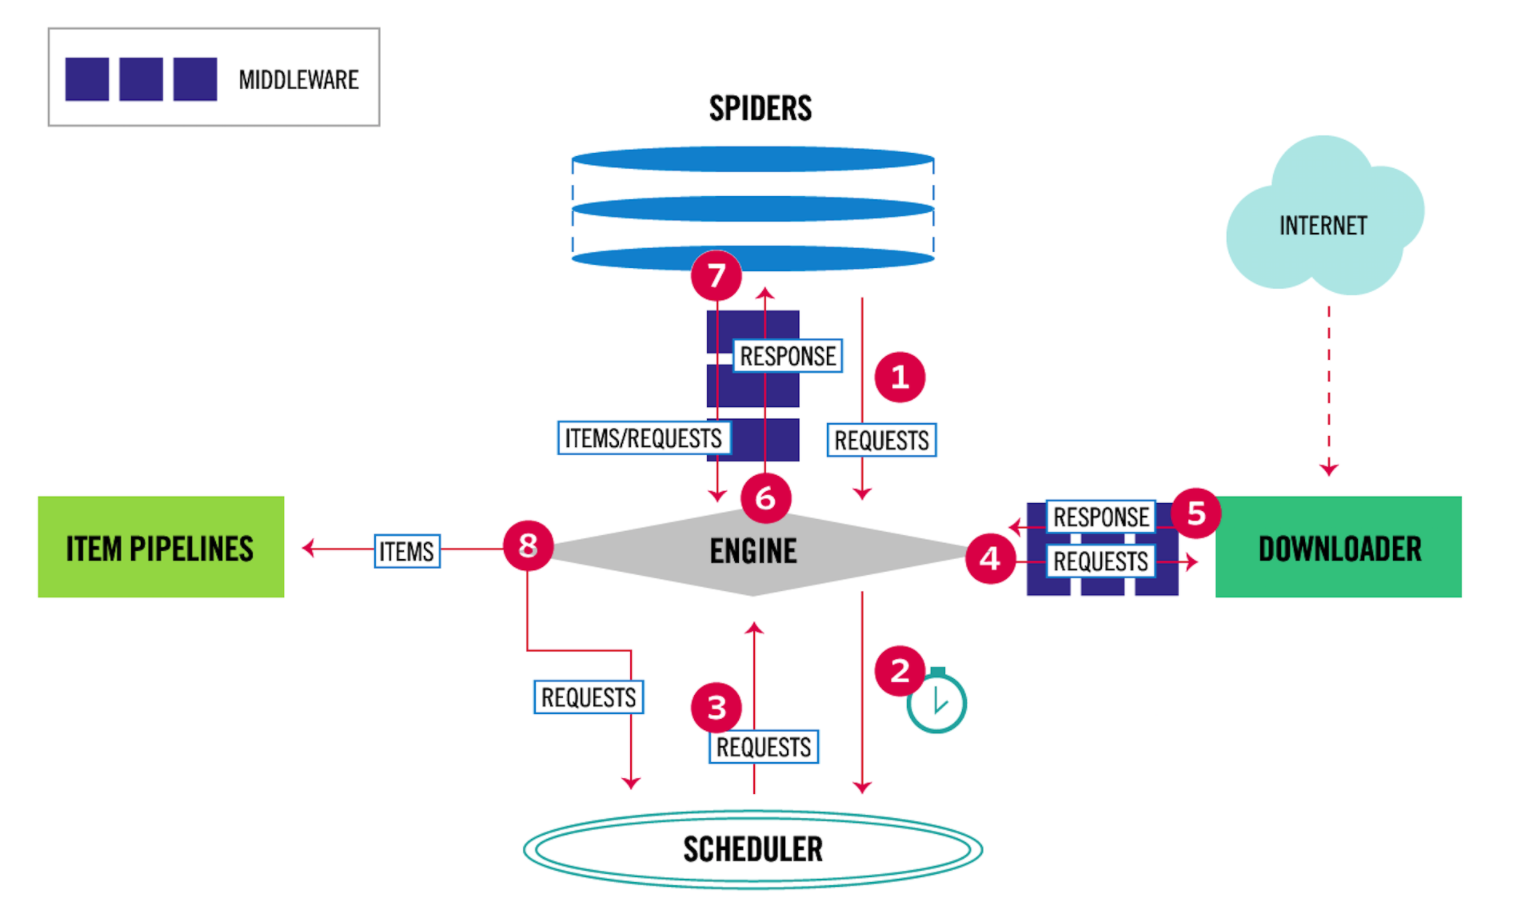 MIDDLEWARE
SPIDERS
INTERNET
7
RESPONSE
1
ITEMS/REQUESTS
REQUESTS
6
5
RESPONSE
ITEM PIPELINES
ITEMS
8
ENGINE
4
REQUESTS
DOWNLOADER
2
REQUESTS
3
REQUESTS
SCHEDULER